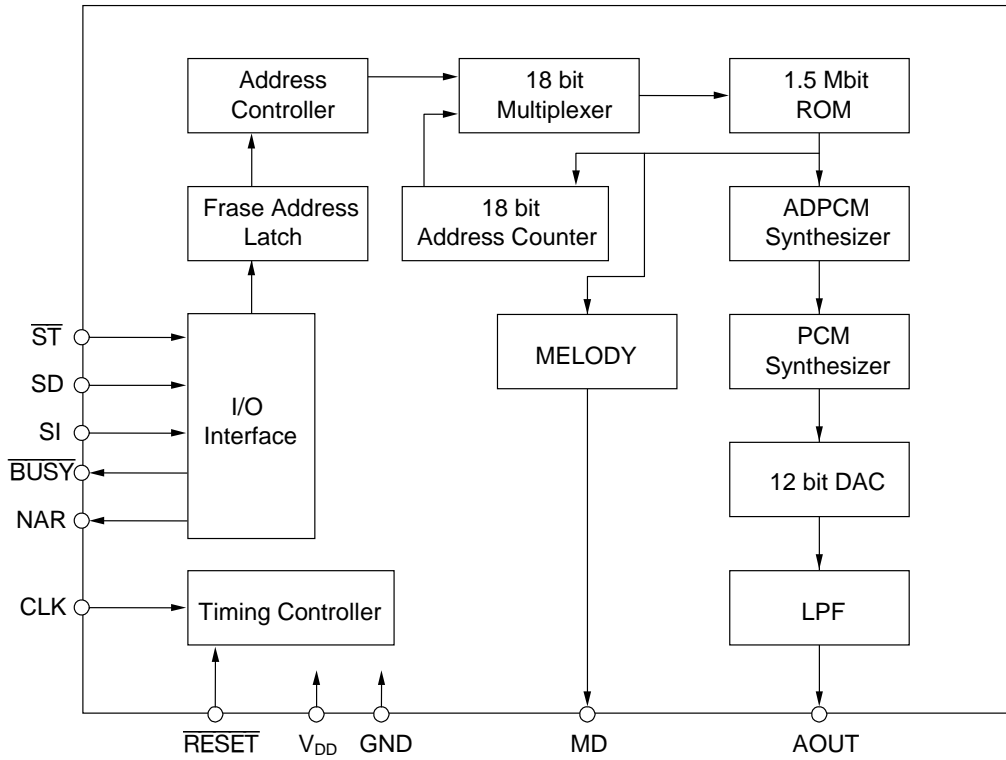 Address
Controller
18 bit
Multiplexer
1.5 Mbit
ROM
Frase Address
Latch
18 bit
Address Counter
ADPCM
Synthesizer
ST
SD
SI
BUSY
NAR
I/O
Interface
MELODY
PCM
Synthesizer
12 bit DAC
CLK
Timing Controller
LPF
RESET
VDD
GND
MD
AOUT